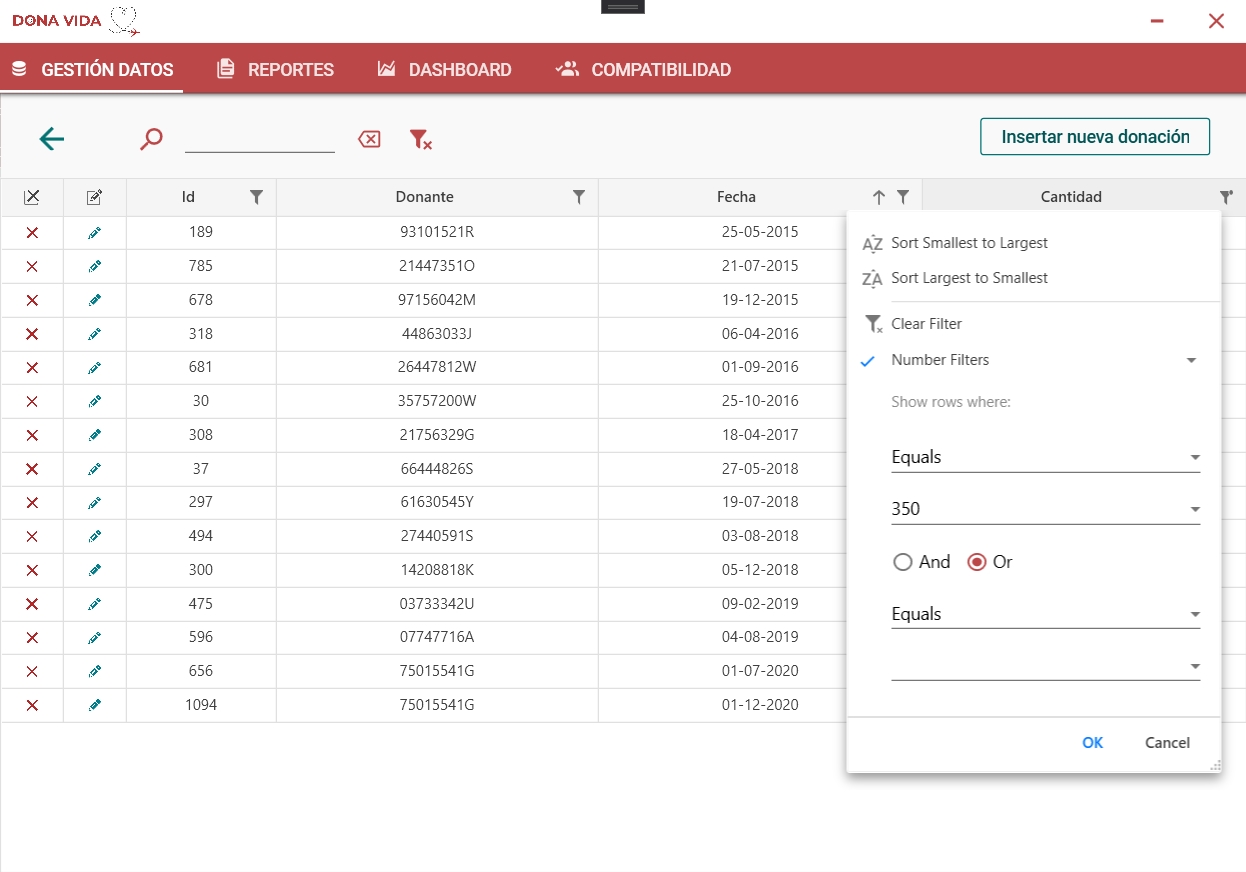 DONA VIDA
GESTIÓN DATOS REPORTES DASHBOARD COMPATIBILIDAD
Insertar nueva donación
Id Donante Fecha Cantidad
189 93101521R 25-05-2015
785 21447351O 21-07-2015
678 97156042M 19-12-2015
318 44863033J 06-04-2016
681 26447812W 01-09-2016
30 35757200W 25-10-2016
308 21756329G 18-04-2017
37 66444826S 27-05-2018
297 61630545Y 19-07-2018
494 27440591S 03-08-2018
300 14208818K 05-12-2018
475 03733342U 09-02-2019
596 07747716A 04-08-2019
656 75015541G 01-07-2020
1094 75015541G 01-12-2020
AZ Sort Smallest to Largest
ZA Sort Largest to Smallest
Clear Filter
Number Filters
Show rows where:
Equals
350
And Or
Equals
OK Cancel